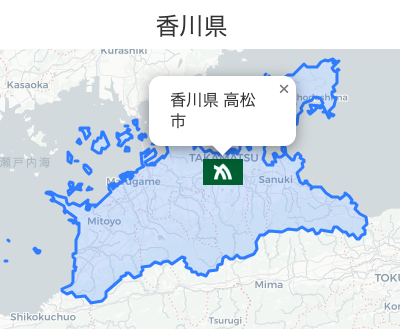 香川県
Kurashiki
Kasaoka
香川県 高松
市
×
Shodoshima
瀬戸内海
TAKAMATSU
Marugame
Sanuki
Mitoyo
Mima
TOKU
Shikokuchuo
Tsurugi
Kom